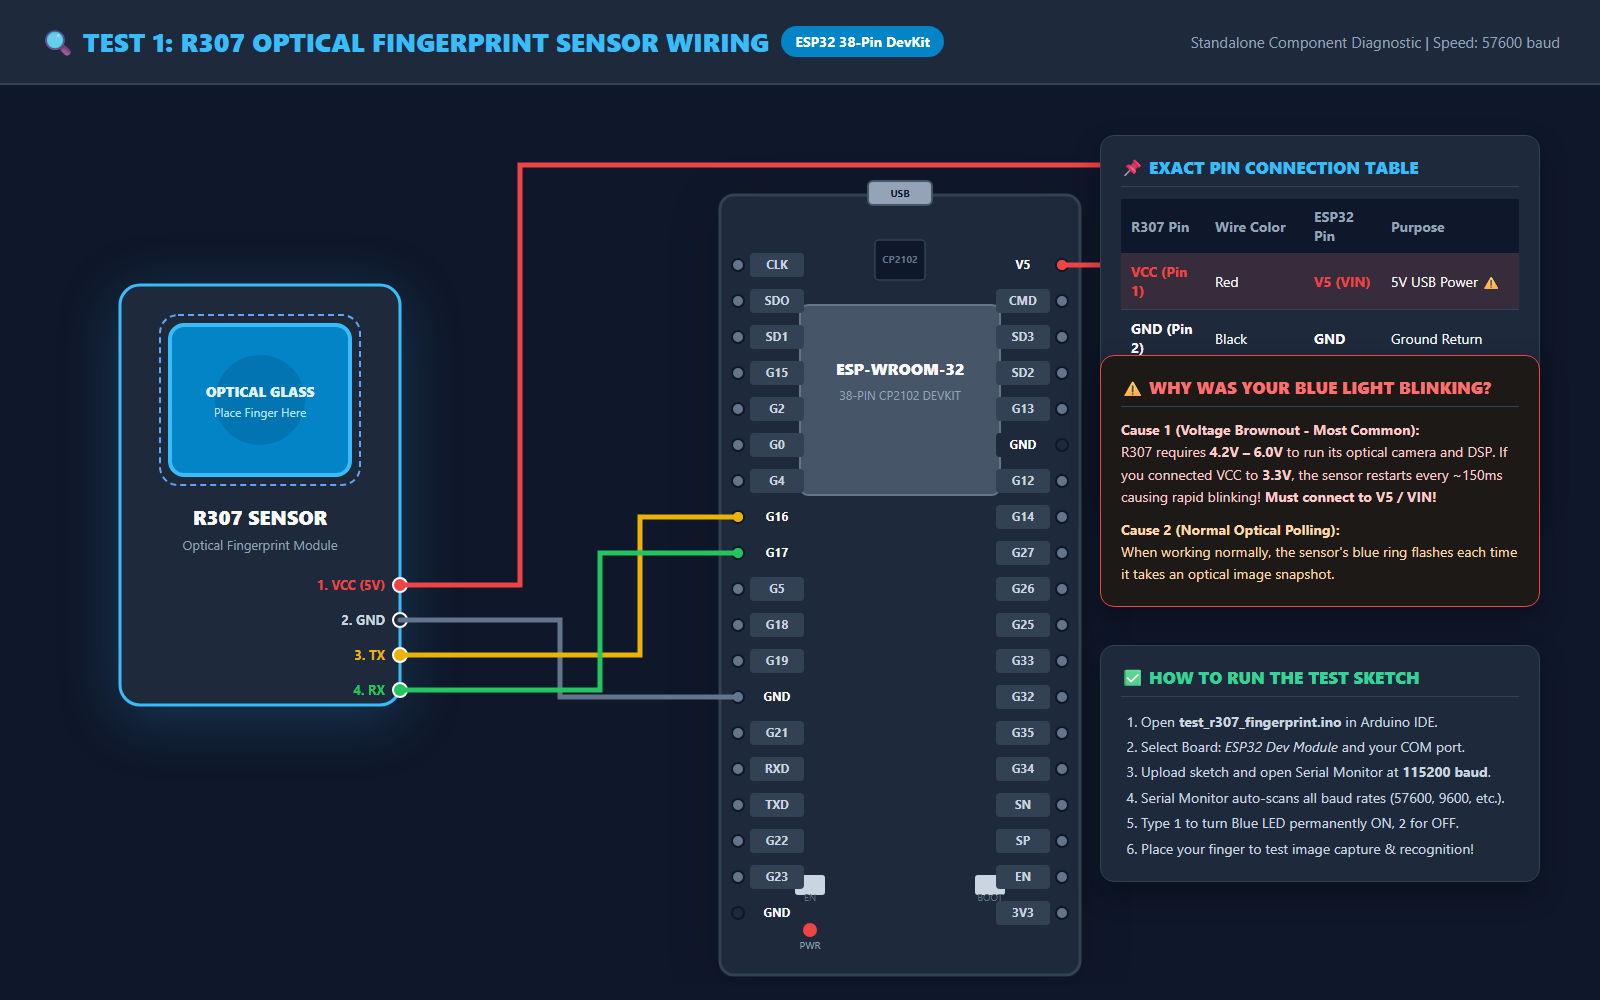 TEST 1: R307 OPTICAL FINGERPRINT SENSOR WIRING
ESP32 38-Pin DevKit
Standalone Component Diagnostic | Speed: 57600 baud
OPTICAL GLASS
Place Finger Here
R307 SENSOR
Optical Fingerprint Module
1. VCC (5V)
2. GND
3. TX
4. RX
USB
CP2102
ESP-WROOM-32
38-PIN CP2102 DEVKIT
CLK
SDO
SD1
G15
G2
G0
G4
G16
G17
G5
G18
G19
GND
G21
RXD
TXD
G22
G23
GND
V5
CMD
SD3
SD2
G13
GND
G12
G14
G27
G26
G25
G33
G32
G35
G34
SN
SP
EN
3V3
EN
BOOT
PWR
EXACT PIN CONNECTION TABLE
R307 Pin Wire Color ESP32 Pin Purpose
VCC (Pin 1) Red V5 (VIN) 5V USB Power ⚠️
GND (Pin 2) Black GND Ground Return
WHY WAS YOUR BLUE LIGHT BLINKING?
Cause 1 (Voltage Brownout - Most Common):
R307 requires 4.2V – 6.0V to run its optical camera and DSP. If
you connected VCC to 3.3V, the sensor restarts every ~150ms
causing rapid blinking! Must connect to V5 / VIN!
Cause 2 (Normal Optical Polling):
When working normally, the sensor's blue ring flashes each time
it takes an optical image snapshot.
HOW TO RUN THE TEST SKETCH
1. Open test_r307_fingerprint.ino in Arduino IDE.
2. Select Board: ESP32 Dev Module and your COM port.
3. Upload sketch and open Serial Monitor at 115200 baud.
4. Serial Monitor auto-scans all baud rates (57600, 9600, etc.).
5. Type 1 to turn Blue LED permanently ON, 2 for OFF.
6. Place your finger to test image capture & recognition!